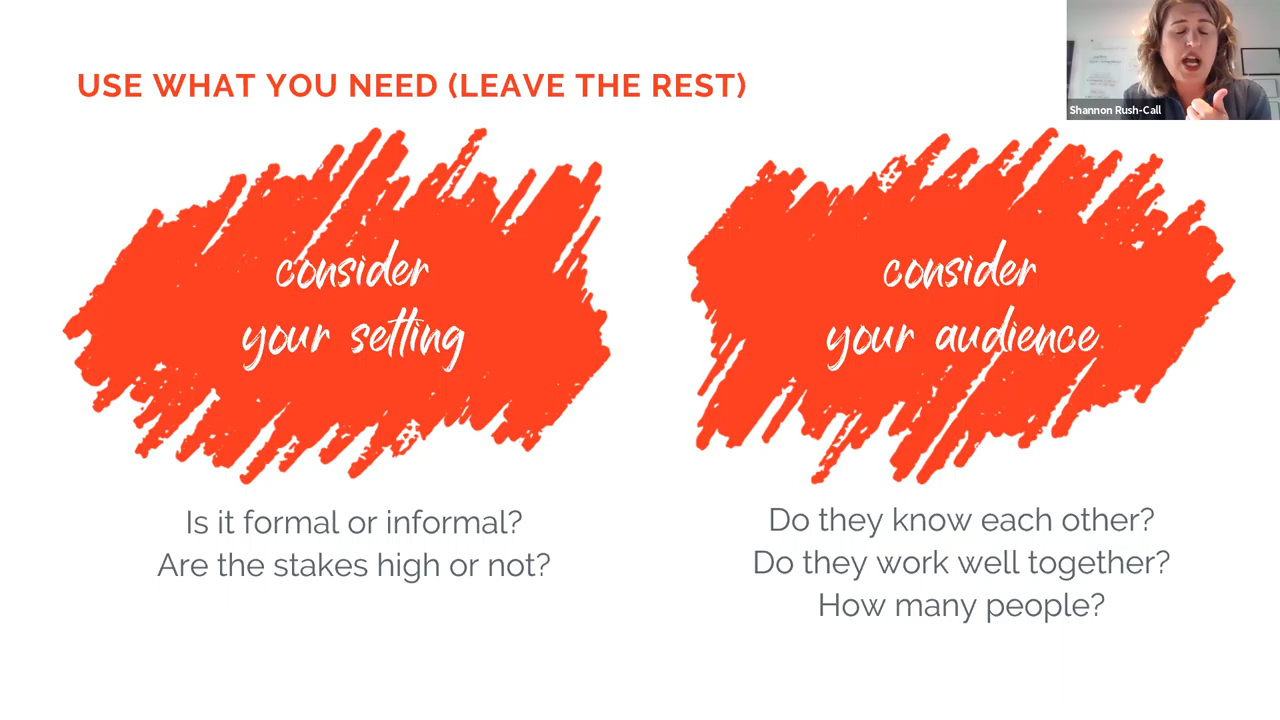 USE WHAT YOU NEED (LEAVE THE REST)
Shannon Rush-Call
consider
your setting
consider
your audience
Is it formal or informal?
Are the stakes high or not?
Do they know each other?
Do they work well together?
How many people?